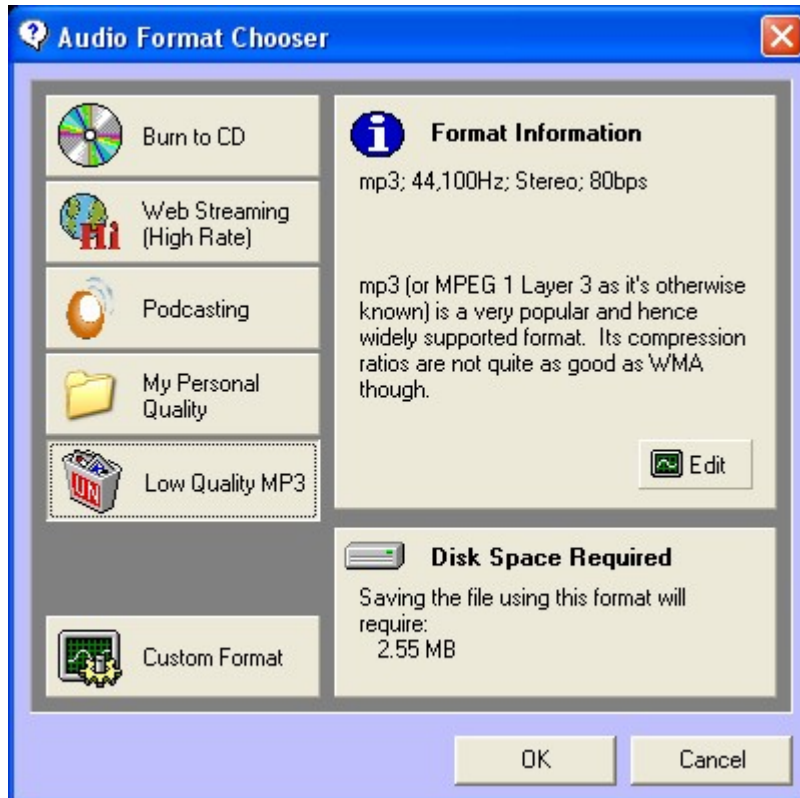 Audio Format Chooser
Burn to CD
Web Streaming
(High Rate)
Podcasting
My Personal
Quality
UN
Low Quality MP3
Custom Format
Format Information
mp3; 44,100Hz; Stereo; 80bps
mp3 (or MPEG 1 Layer 3 as it's otherwise
known) is a very popular and hence
widely supported format.  Its compression
ratios are not quite as good as WMA
though.
Edit
Disk Space Required
Saving the file using this format will
require:
2.55 MB
OK
Cancel
Hi